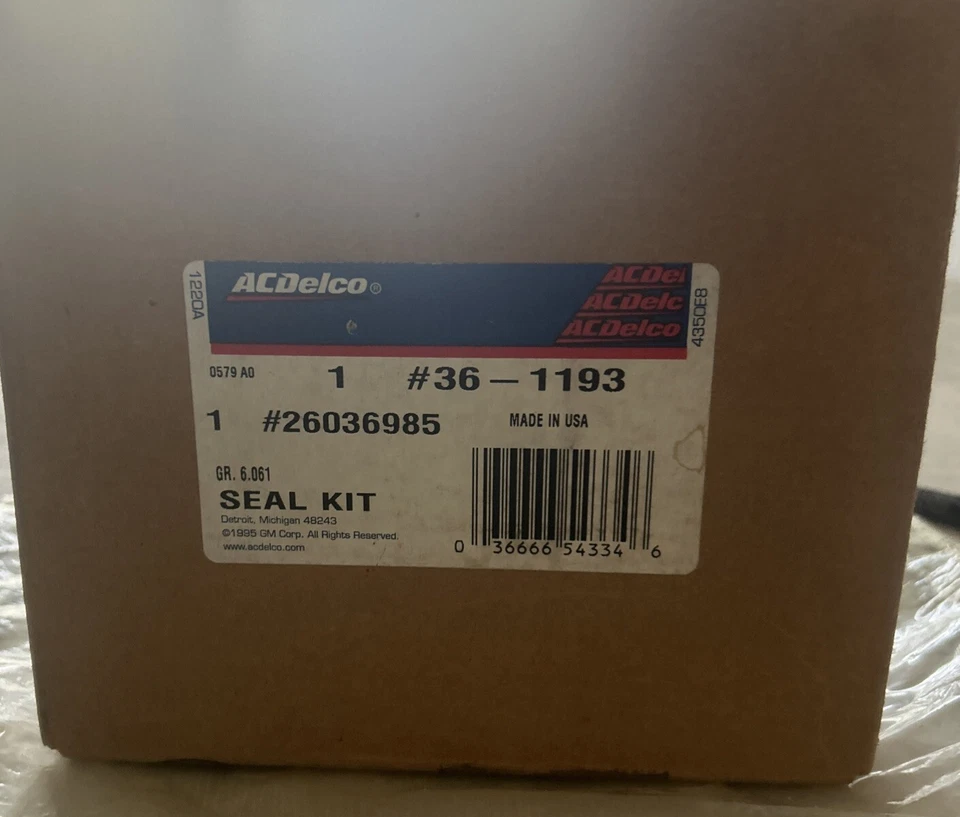 ACDelco®
ACDel
ACDelc
ACDelco
1220A
4350E8
0579 A0 1 #36 – 1193
1 #26036985 MADE IN USA
GR. 6.061
SEAL KIT
Detroit, Michigan 48243
©1995 GM Corp. All Rights Reserved.
www.acdelco.com
0 36666 54334 6